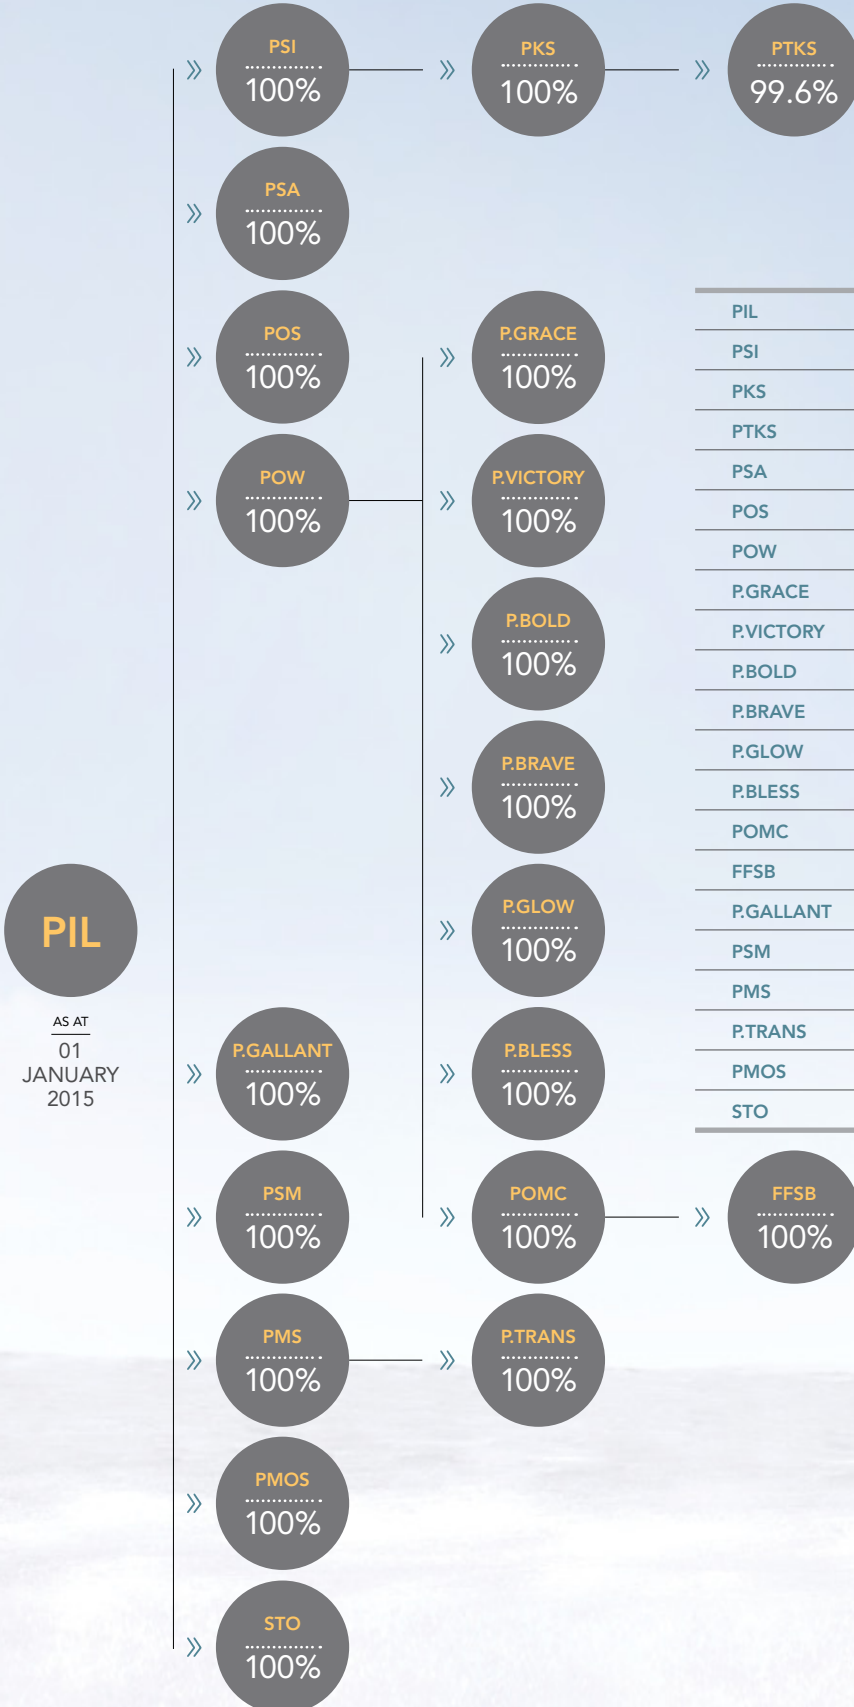 PSI
100%
PKS
100%
PTKS
99.6%
PSA
100%
POS
100%
POW
100%
P.GRACE
100%
P.VICTORY
100%
P.BOLD
100%
P.BRAVE
100%
P.GLOW
100%
P.BLESS
100%
POMC
100%
FFSB
100%
PIL
AS AT
01
JANUARY
2015
P.GALLANT
100%
PSM
100%
PMS
100%
P.TRANS
100%
PMOS
100%
STO
100%
PIL
PSI
PKS
PTKS
PSA
POS
POW
P.GRACE
P.VICTORY
P.BOLD
P.BRAVE
P.GLOW
P.BLESS
POMC
FFSB
P.GALLANT
PSM
PMS
P.TRANS
PMOS
STO